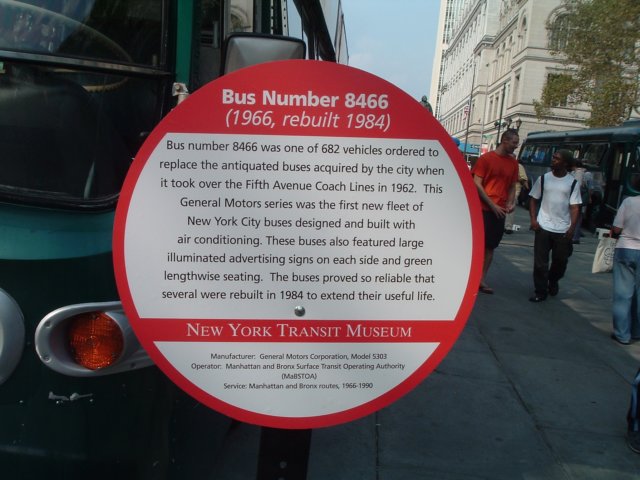 Bus Number 8466
(1966, rebuilt 1984)
Bus number 8466 was one of 682 vehicles ordered to
replace the antiquated buses acquired by the city when
it took over the Fifth Avenue Coach Lines in 1962. This
General Motors series was the first new fleet of
New York City buses designed and built with
air conditioning. These buses also featured large
illuminated advertising signs on each side and green
lengthwise seating. The buses proved so reliable that
several were rebuilt in 1984 to extend their useful life.
NEW YORK TRANSIT MUSEUM
Manufacturer: General Motors Corporation, Model 5303
Operator: Manhattan and Bronx Surface Transit Operating Authority
(MaBSTOA)
Service: Manhattan and Bronx routes, 1966-1990